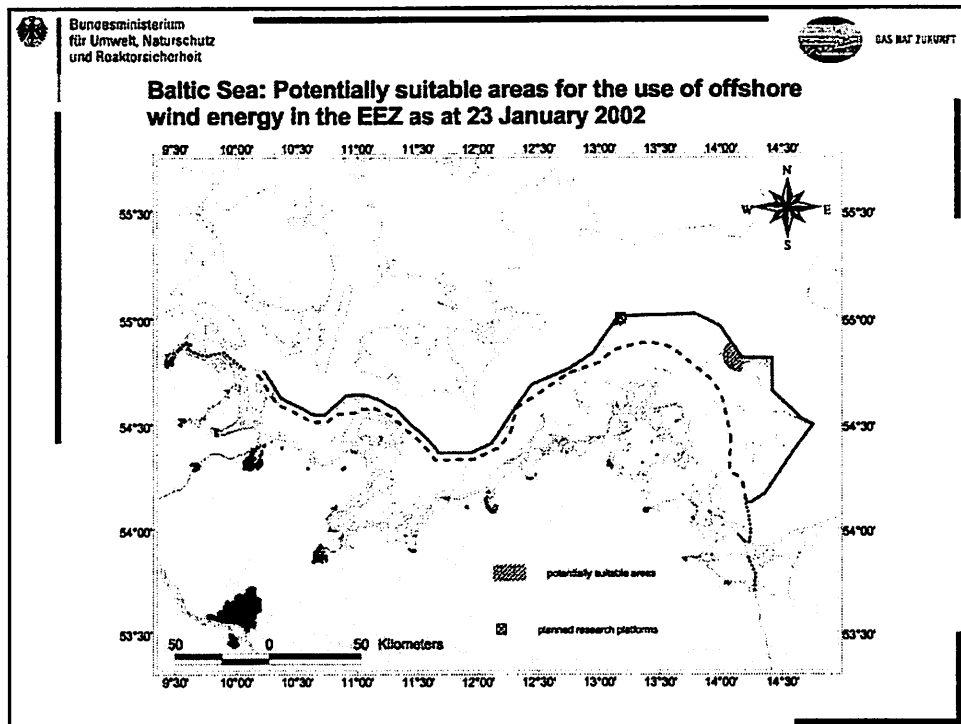 Bundesministerium
für Umwelt, Naturschutz
und Reaktorsicherheit
GAS HAT ZUKUNFT
Baltic Sea: Potentially suitable areas for the use of offshore
wind energy in the EEZ as at 23 January 2002
9°30' 10°00' 10°30' 11°00' 11°30' 12°00' 12°30' 13°00' 13°30' 14°00' 14°30'
N
W E
S
55°30' 55°30'
55°00' 55°00'
54°30' 54°30'
54°00' 54°00'
potentially suitable areas
planned research platforms
53°30' 53°30'
50 0 50 Kilometers
9°30' 10°00' 10°30' 11°00' 11°30' 12°00' 12°30' 13°00' 13°30' 14°00' 14°30'